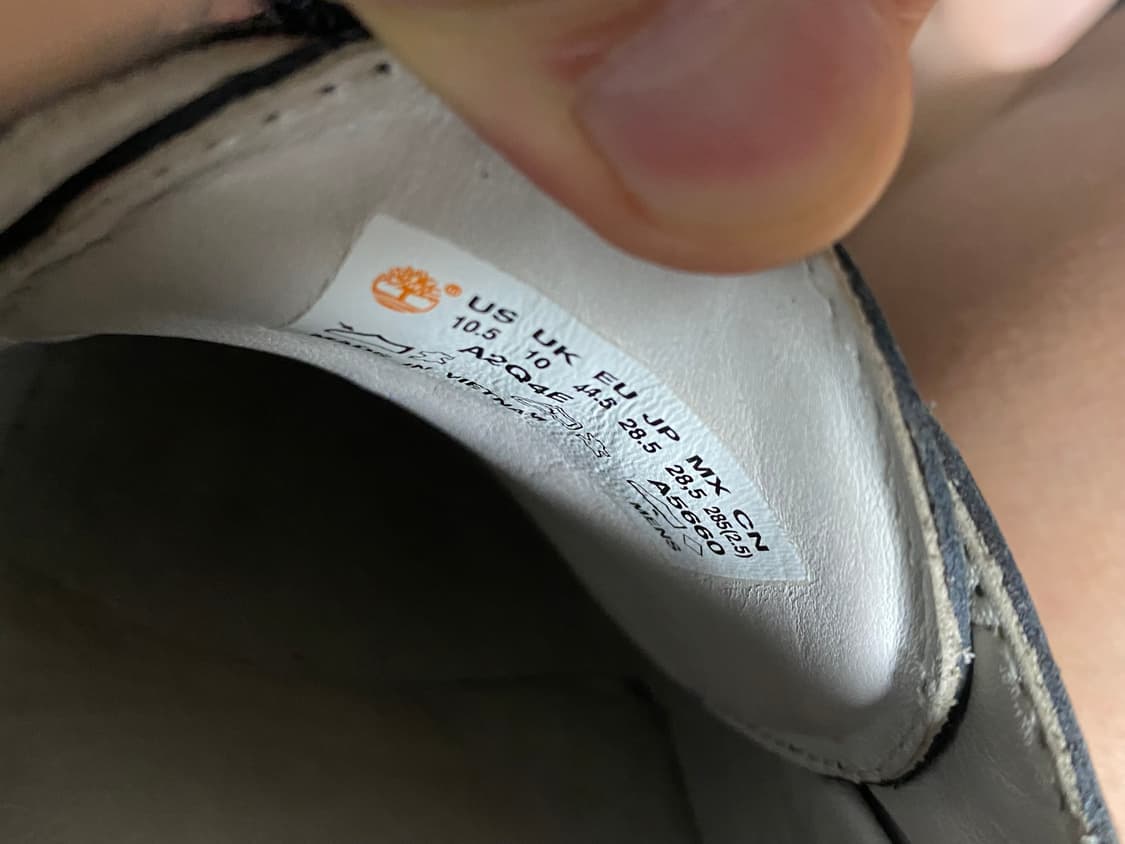 ®
US UK EU JP MX CN
10.5 10 44.5 28.5 28,5 285(2.5)
A2Q4E A5660
MADE IN VIETNAM MENS